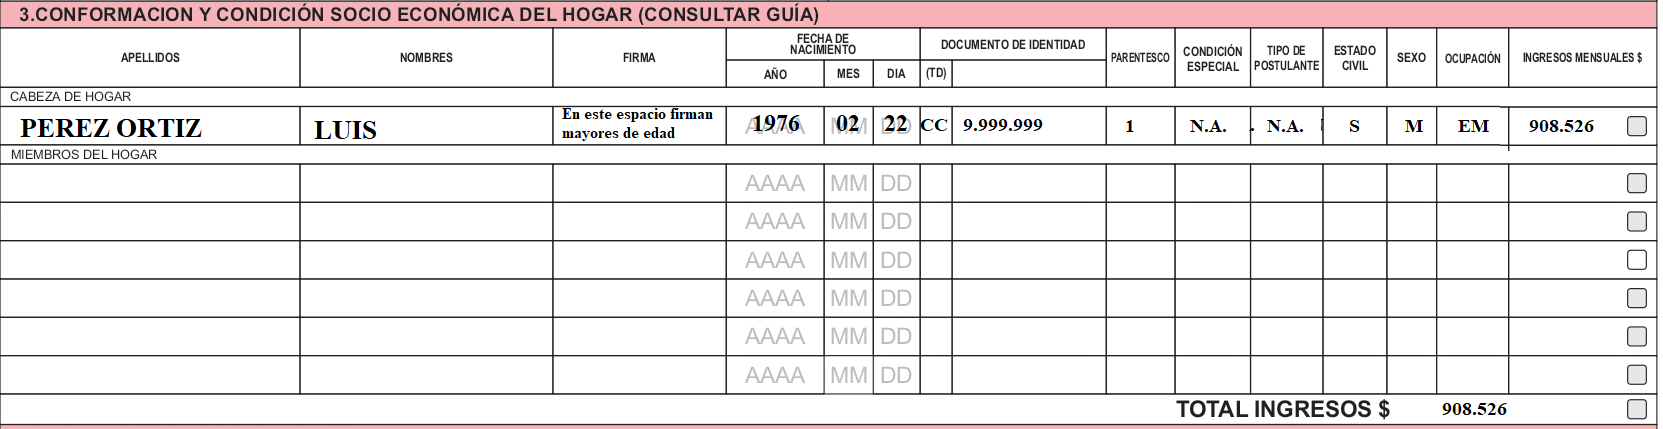 3.CONFORMACION Y CONDICIÓN SOCIO ECONÓMICA DEL HOGAR (CONSULTAR GUÍA)
APELLIDOS
NOMBRES
FIRMA
FECHA DE
NACIMIENTO
AÑO
MES
DIA
DOCUMENTO DE IDENTIDAD
(TD)
PARENTESCO
CONDICIÓN
ESPECIAL
TIPO DE
POSTULANTE
ESTADO
CIVIL
SEXO
OCUPACIÓN
INGRESOS MENSUALES $
CABEZA DE HOGAR
PEREZ ORTIZ
LUIS
En este espacio firman
mayores de edad
AAAA MM DD
1976 02 22 CC 9.999.999 1 N.A. . N.A. S M EM 908.526
MIEMBROS DEL HOGAR
AAAA MM DD
AAAA MM DD
AAAA MM DD
AAAA MM DD
AAAA MM DD
AAAA MM DD
TOTAL INGRESOS $ 908.526